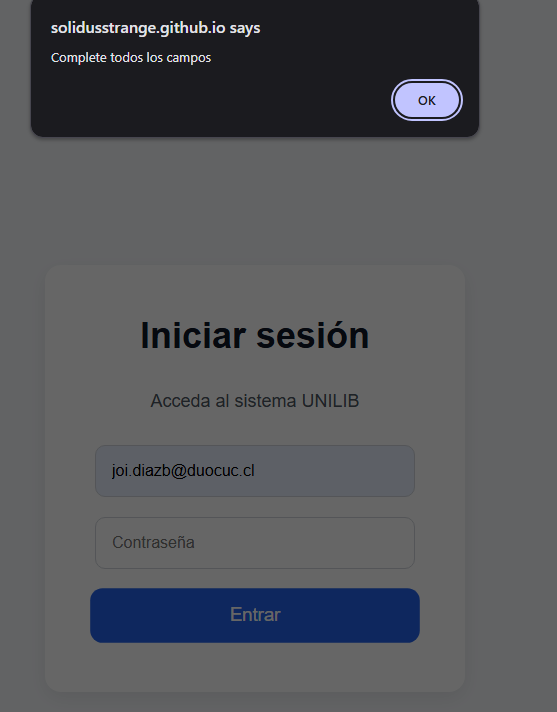 solidusstrange.github.io says
Complete todos los campos
OK
Iniciar sesión
Acceda al sistema UNILIB
joi.diazb@duocuc.cl
Contraseña
Entrar